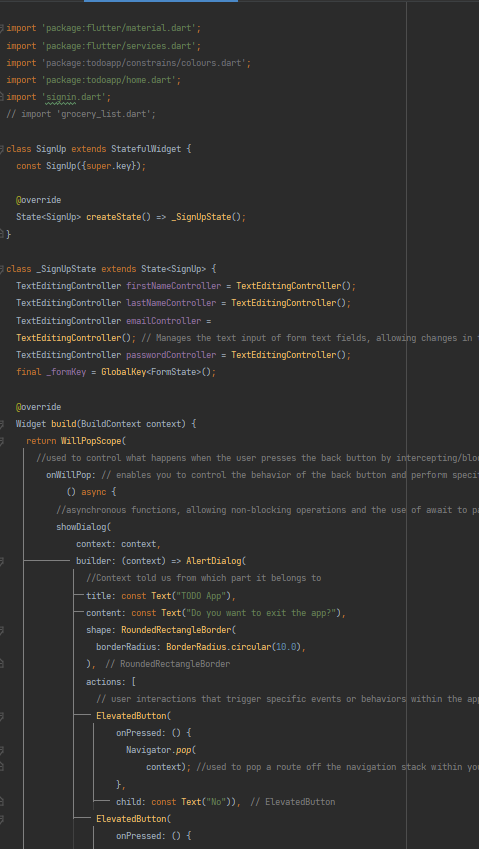 import 'package:flutter/material.dart';
import 'package:flutter/services.dart';
import 'package:todoapp/constrains/colours.dart';
import 'package:todoapp/home.dart';
import 'signin.dart';
// import 'grocery_list.dart';
class SignUp extends StatefulWidget {
const SignUp({super.key});
@override
State<SignUp> createState() => _SignUpState();
}
class _SignUpState extends State<SignUp> {
TextEditingController firstNameController = TextEditingController();
TextEditingController lastNameController = TextEditingController();
TextEditingController emailController =
TextEditingController(); // Manages the text input of form text fields, allowing changes in
TextEditingController passwordController = TextEditingController();
final _formKey = GlobalKey<FormState>();
@override
Widget build(BuildContext context) {
return WillPopScope(
//used to control what happens when the user presses the back button by intercepting/bloc
onWillPop: // enables you to control the behavior of the back button and perform specif
() async {
//asynchronous functions, allowing non-blocking operations and the use of await to pa
showDialog(
context: context,
builder: (context) => AlertDialog(
//Context told us from which part it belongs to
title: const Text("TODO App"),
content: const Text("Do you want to exit the app?"),
shape: RoundedRectangleBorder(
borderRadius: BorderRadius.circular(10.0),
), // RoundedRectangleBorder
actions: [
// user interactions that trigger specific events or behaviors within the app
ElevatedButton(
onPressed: () {
Navigator.pop(
context); //used to pop a route off the navigation stack within you
},
child: const Text("No")), // ElevatedButton
ElevatedButton(
onPressed: () {